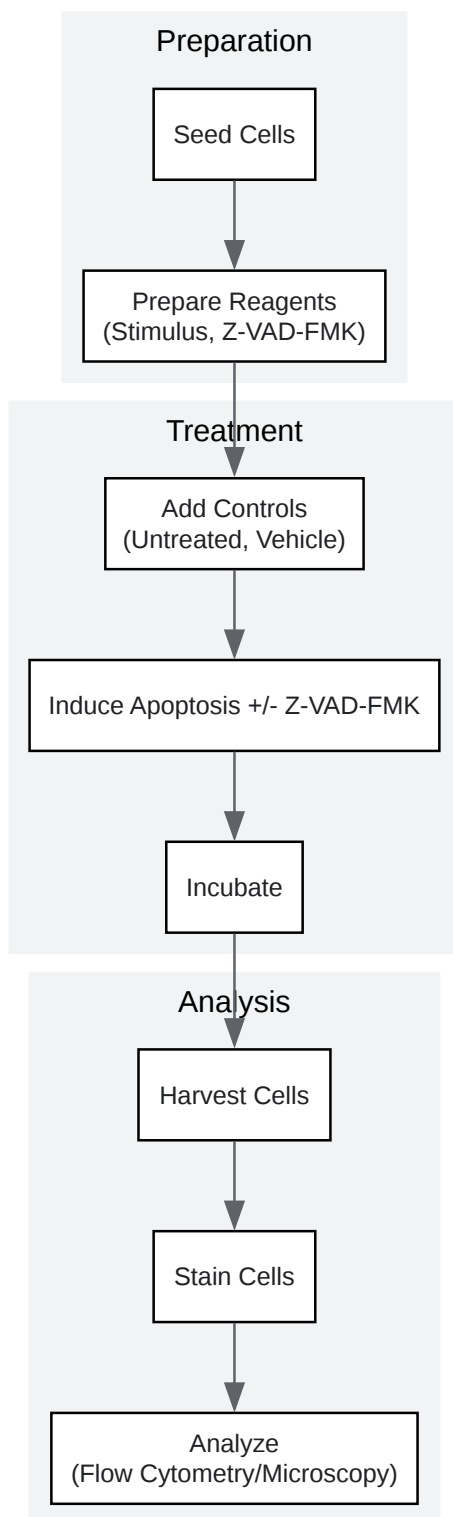 Preparation
Seed Cells
Prepare Reagents
(Stimulus, Z-VAD-FMK)
Treatment
Add Controls
(Untreated, Vehicle)
Induce Apoptosis +/- Z-VAD-FMK
Incubate
Analysis
Harvest Cells
Stain Cells
Analyze
(Flow Cytometry/Microscopy)